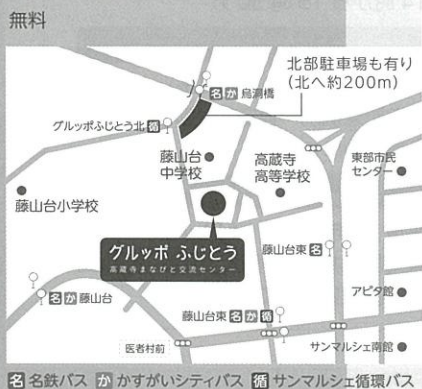 無料
北部駐車場も有り
(北へ約200m)
名 か 烏洞橋
グルッポふじとう北 循
藤山台
中学校
高蔵寺
高等学校
東部市民
センター
藤山台小学校
グルッポ ふじとう
高蔵寺まなびと交流センター
藤山台東 名
名 か 藤山台
アピタ館
藤山台東 名 か 循
医者村前
サンマルシェ南館
名 名鉄バス か かすがいシティバス 循 サンマルシェ循環バス